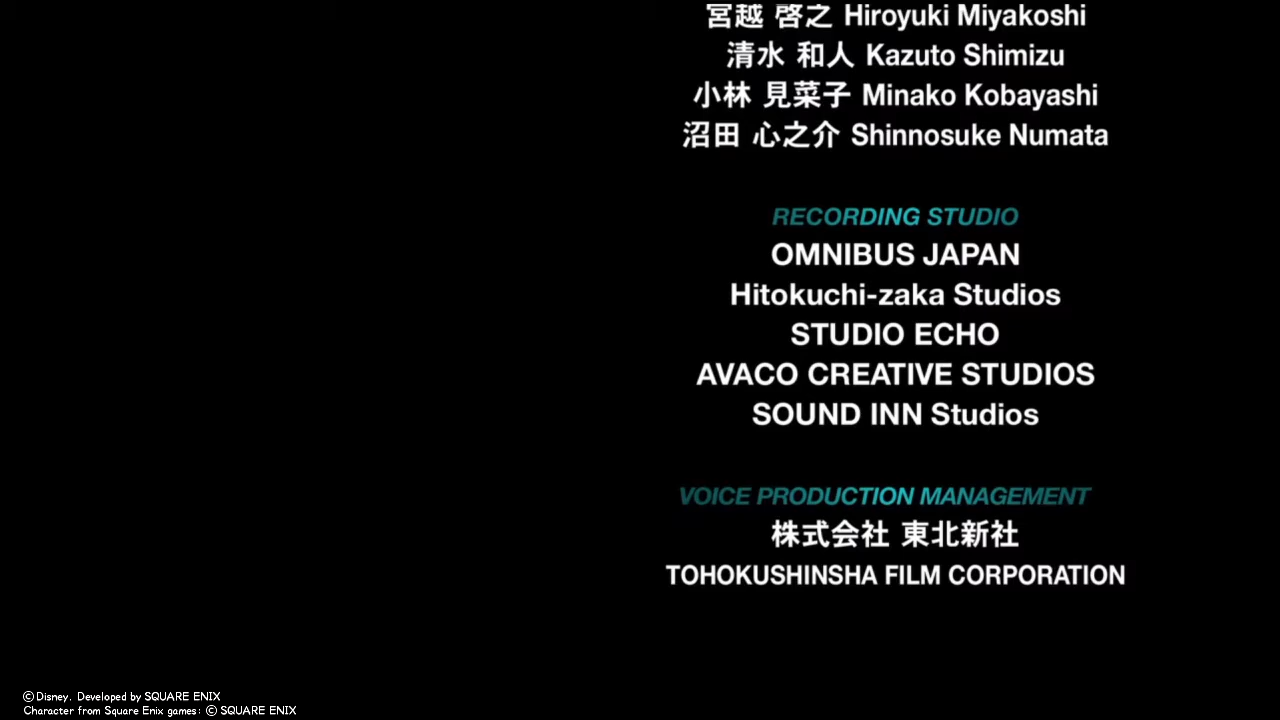 宮越 啓之 Hiroyuki Miyakoshi
清水 和人 Kazuto Shimizu
小林 見菜子 Minako Kobayashi
沼田 心之介 Shinnosuke Numata
RECORDING STUDIO
OMNIBUS JAPAN
Hitokuchi-zaka Studios
STUDIO ECHO
AVACO CREATIVE STUDIOS
SOUND INN Studios
VOICE PRODUCTION MANAGEMENT
株式会社 東北新社
TOHOKUSHINSHA FILM CORPORATION
©Disney. Developed by SQUARE ENIX
Character from Square Enix games: © SQUARE ENIX